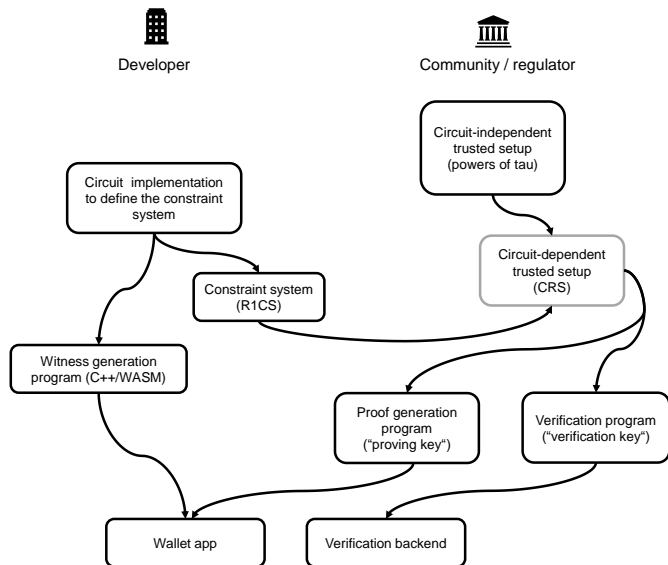 Developer
Community / regulator
Circuit-independent
trusted setup
(powers of tau)
Circuit implementation
to define the constraint
system
Circuit-dependent
trusted setup
(CRS)
Constraint system
(R1CS)
Witness generation
program (C++/WASM)
Proof generation
program
(“proving key“)
Verification program
(“verification key“)
Wallet app
Verification backend